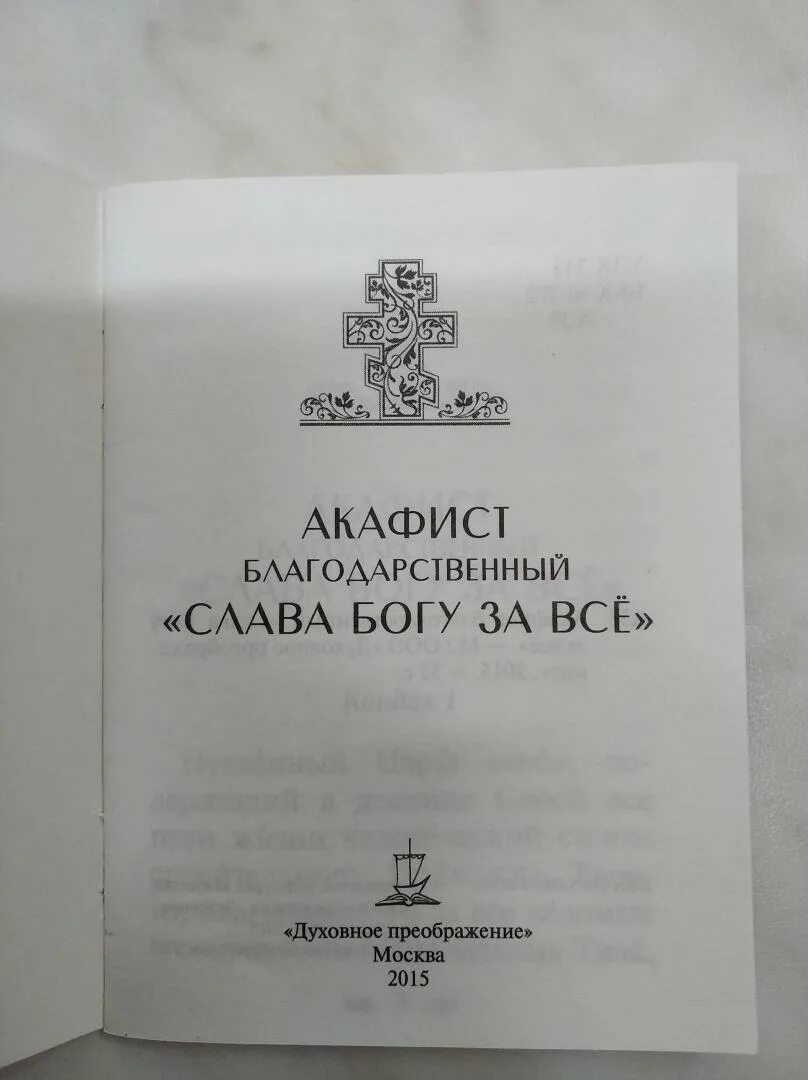 АКАФИСТ
БЛАГОДАРСТВЕННЫЙ
«СЛАВА БОГУ ЗА ВСЁ»
«Духовное преображение»
Москва
2015